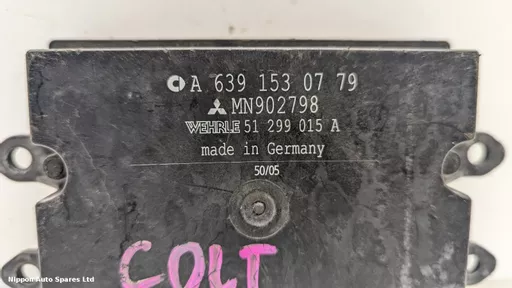 A 639 153 07 79
MN902798
WEHRLE 51 299 015 A
made in Germany
50/05
COLT
Nippon Auto Spares Ltd